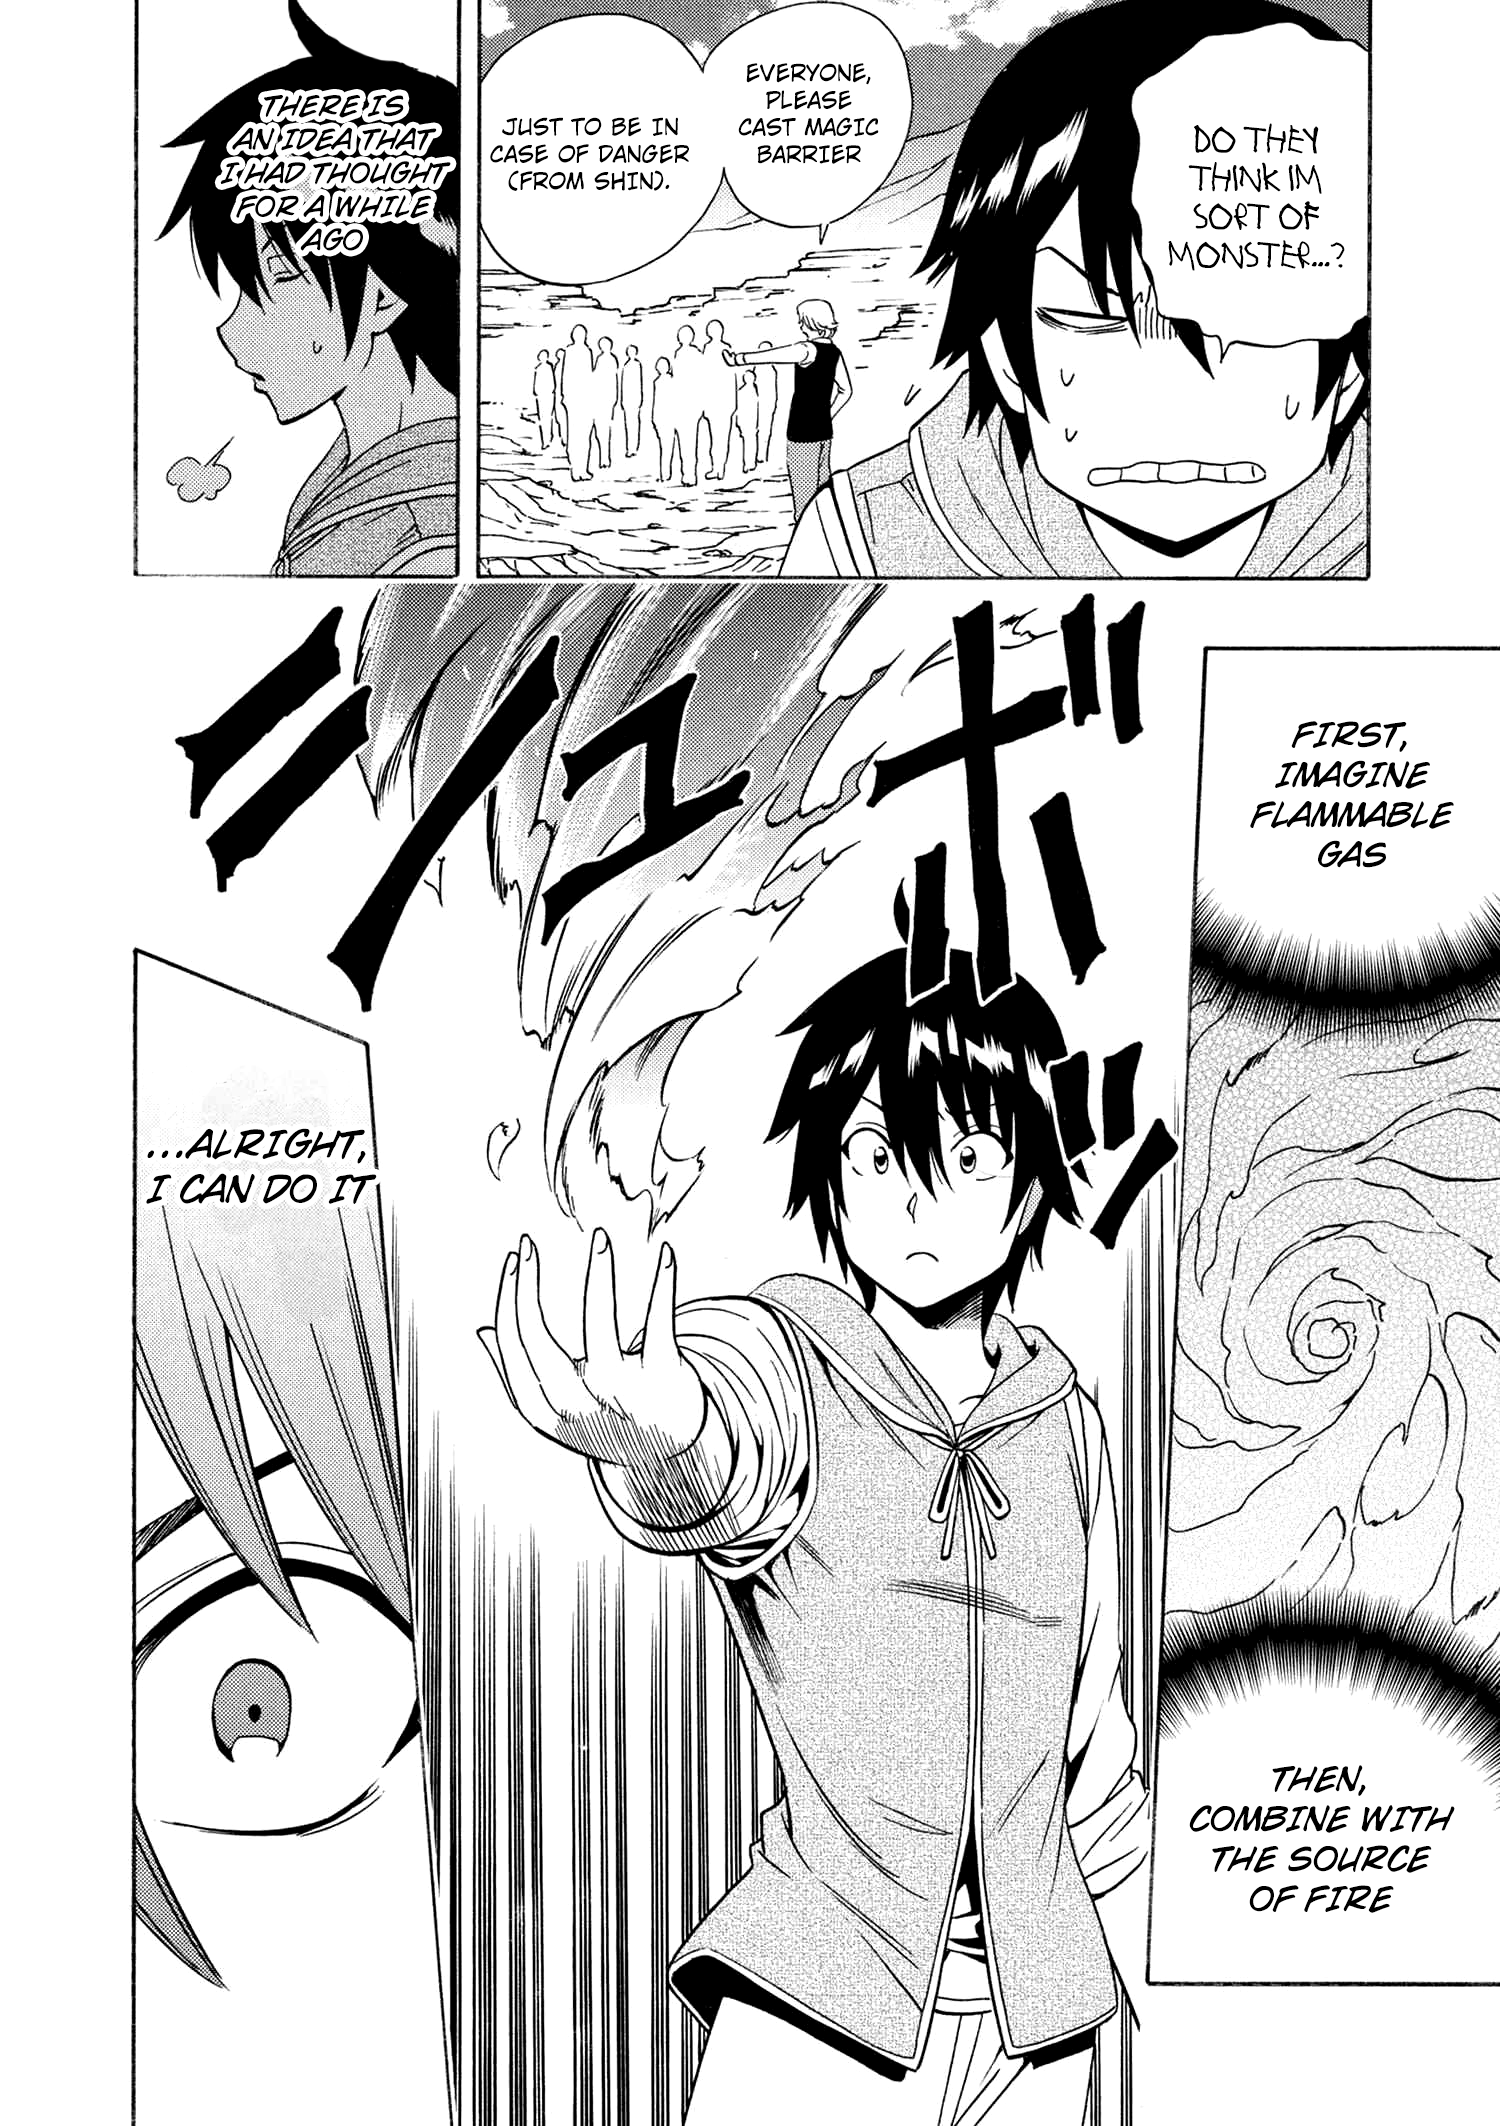 EVERYONE,
PLEASE
CAST MAGIC
BARRIER
JUST TO BE IN
CASE OF DANGER
(FROM SHIN).
DO THEY
THINK IM
SORT OF
MONSTER...?
THERE IS
AN IDEA THAT
I HAD THOUGHT
FOR A WHILE
AGO
FIRST,
IMAGINE
FLAMMABLE
GAS
THEN,
COMBINE WITH
THE SOURCE
OF FIRE
ボッ
シュ
...ALRIGHT,
I CAN DO IT